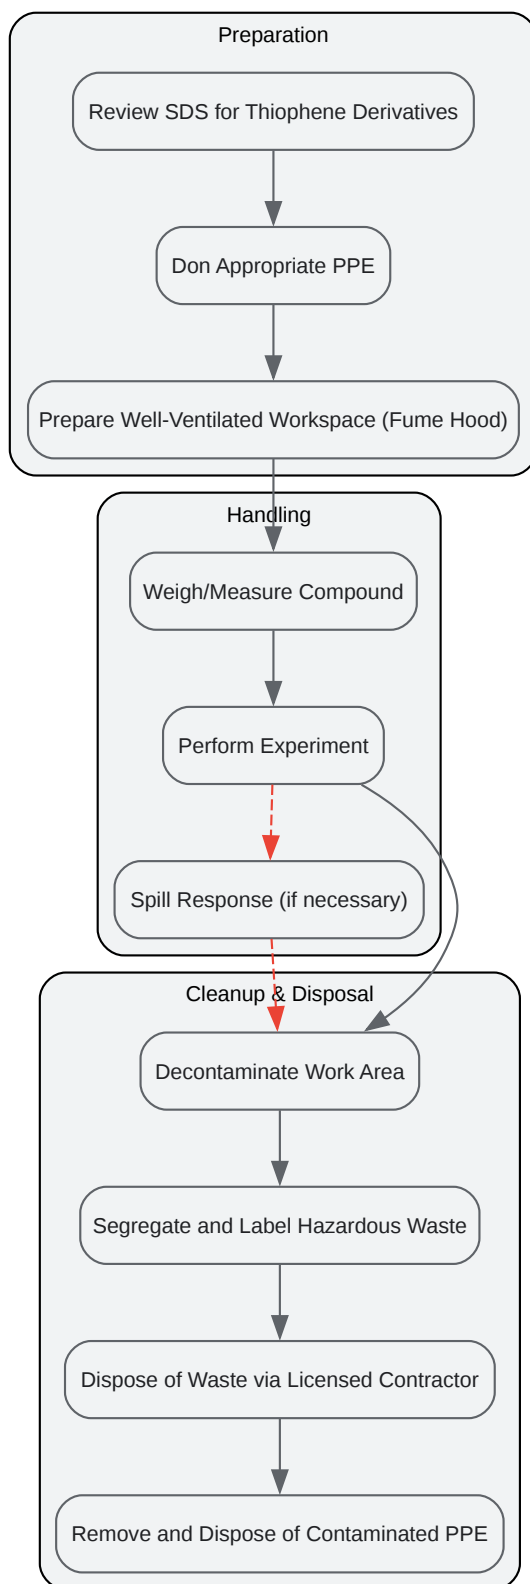 Preparation
Review SDS for Thiophene Derivatives
Don Appropriate PPE
Prepare Well-Ventilated Workspace (Fume Hood)
Handling
Weigh/Measure Compound
Perform Experiment
Spill Response (if necessary)
Cleanup & Disposal
Decontaminate Work Area
Segregate and Label Hazardous Waste
Dispose of Waste via Licensed Contractor
Remove and Dispose of Contaminated PPE